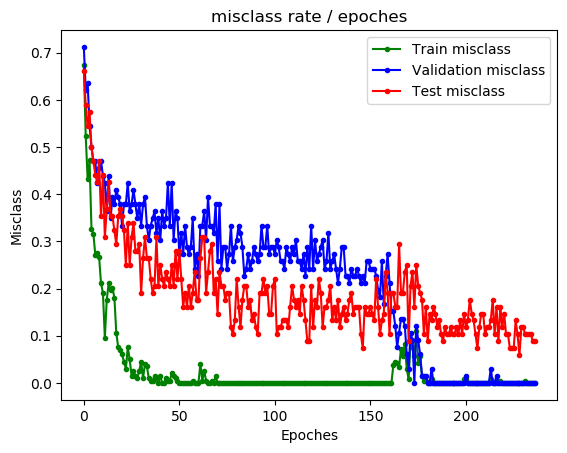 misclass rate / epoches
Train misclass
Validation misclass
Test misclass
Misclass
0.7
0.6
0.5
0.4
0.3
0.2
0.1
0.0
0 50 100 150 200
Epoches